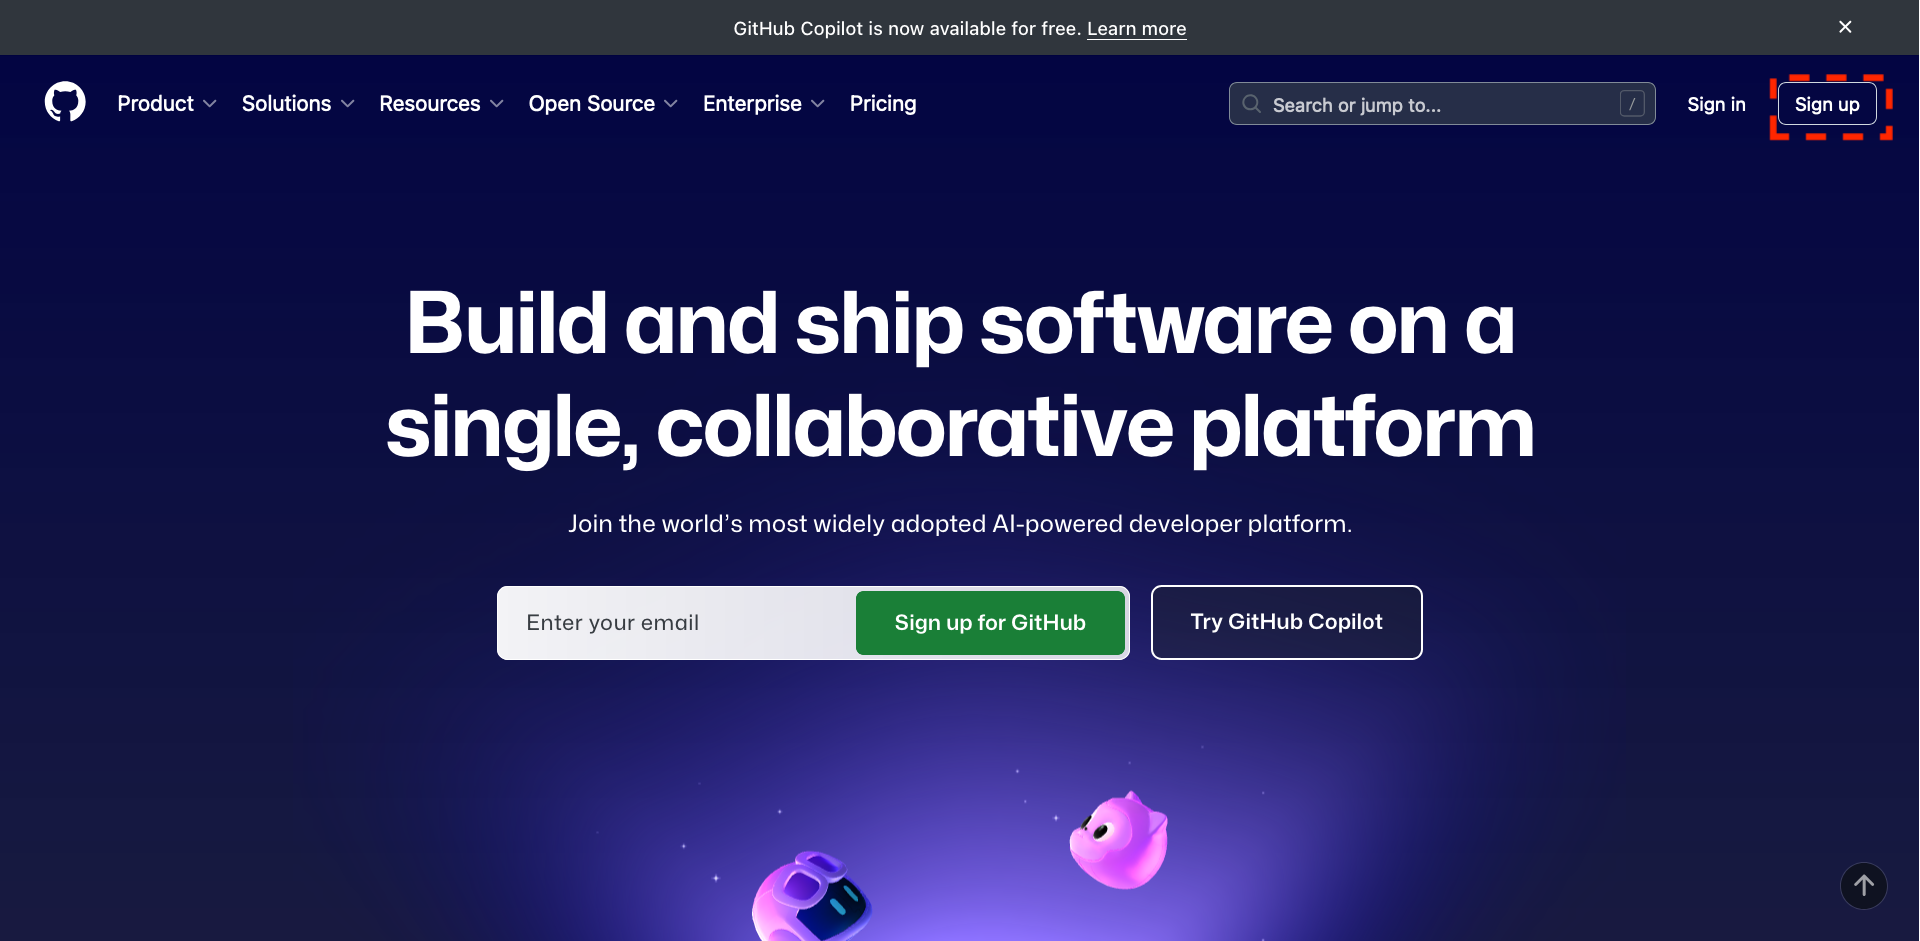 GitHub Copilot is now available for free. Learn more
Product Solutions Resources Open Source Enterprise Pricing Search or jump to... / Sign in Sign up
Build and ship software on a
single, collaborative platform
Join the world’s most widely adopted AI-powered developer platform.
Enter your email Sign up for GitHub Try GitHub Copilot